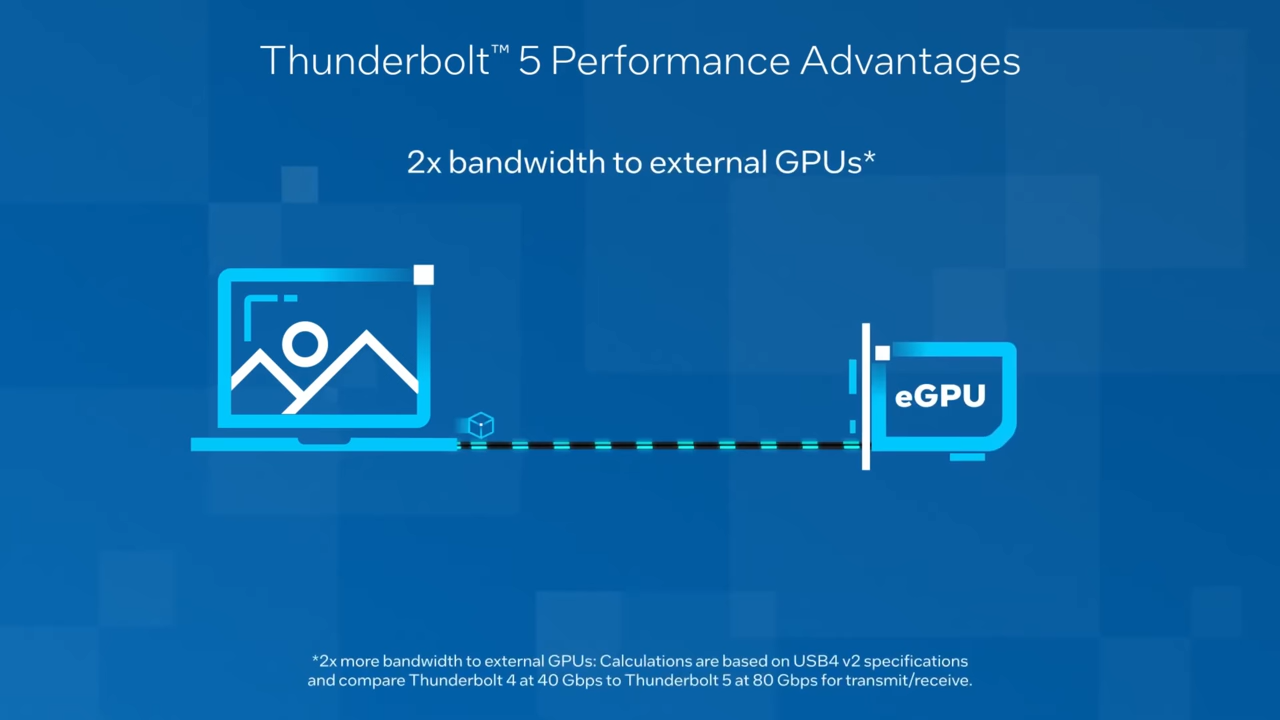 Thunderbolt™ 5 Performance Advantages
2x bandwidth to external GPUs*
eGPU
*2x more bandwidth to external GPUs: Calculations are based on USB4 v2 specifications
and compare Thunderbolt 4 at 40 Gbps to Thunderbolt 5 at 80 Gbps for transmit/receive.